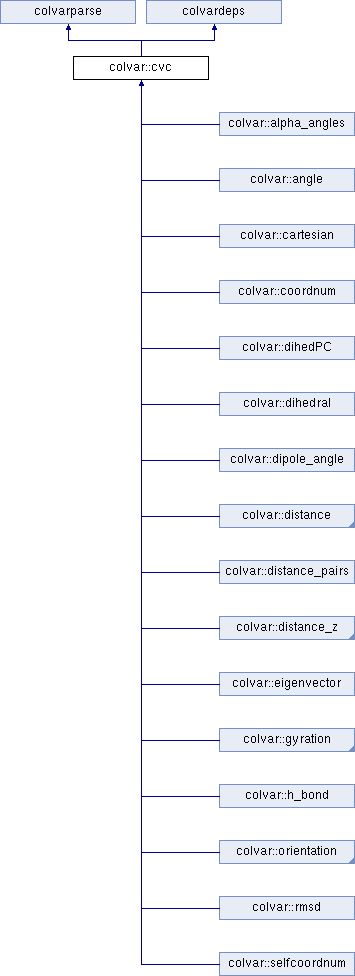 colvarparse
colvardeps
colvar::cvc
colvar::alpha_angles
colvar::angle
colvar::cartesian
colvar::coordnum
colvar::dihedPC
colvar::dihedral
colvar::dipole_angle
colvar::distance
colvar::distance_pairs
colvar::distance_z
colvar::eigenvector
colvar::gyration
colvar::h_bond
colvar::orientation
colvar::rmsd
colvar::selfcoordnum